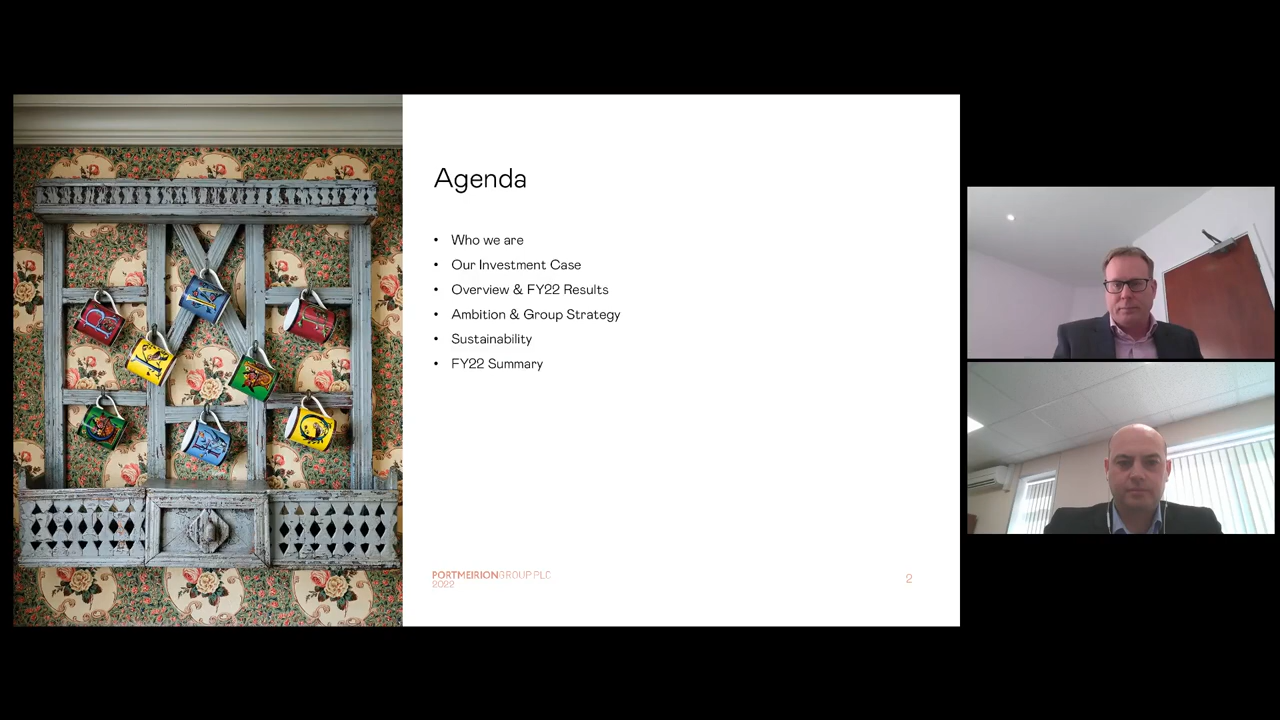 Agenda
• Who we are
• Our Investment Case
• Overview & FY22 Results
• Ambition & Group Strategy
• Sustainability
• FY22 Summary
PORTMEIRION GROUP PLC
2022
2